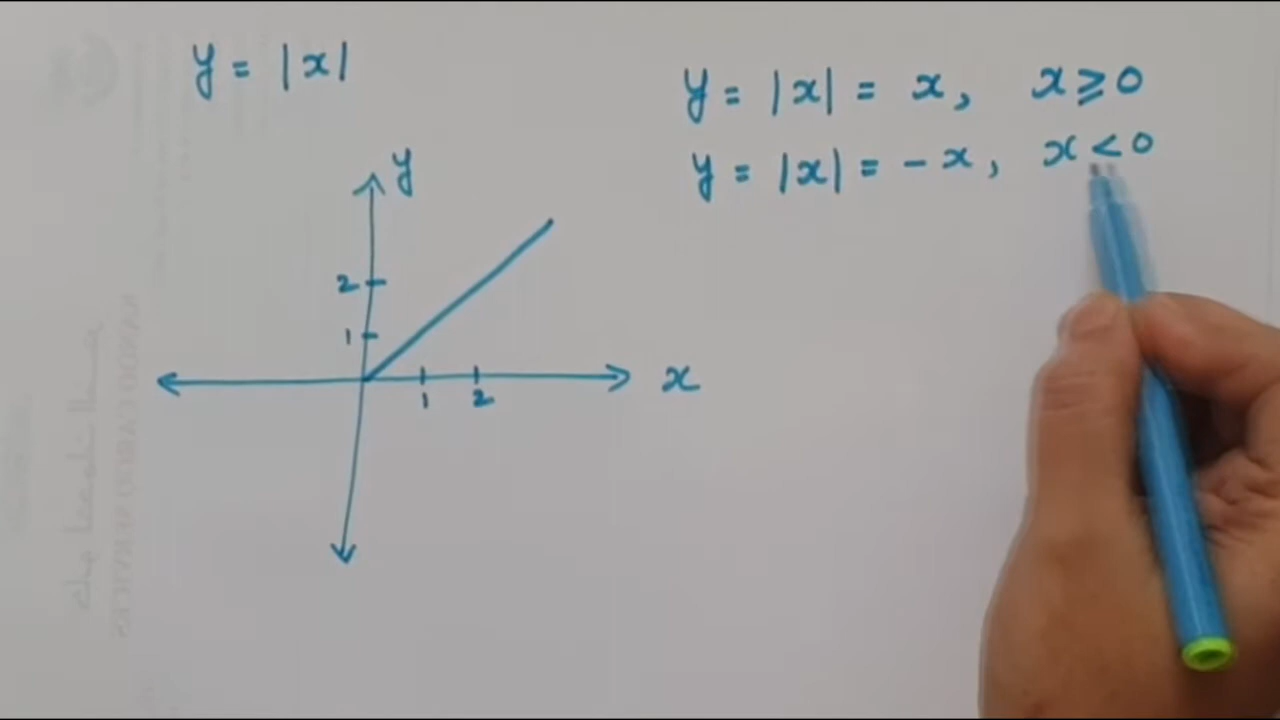 y = |x|
y = |x| = x, x ⩾ 0
y = |x| = -x, x < 0
y
2
1
1 2
x